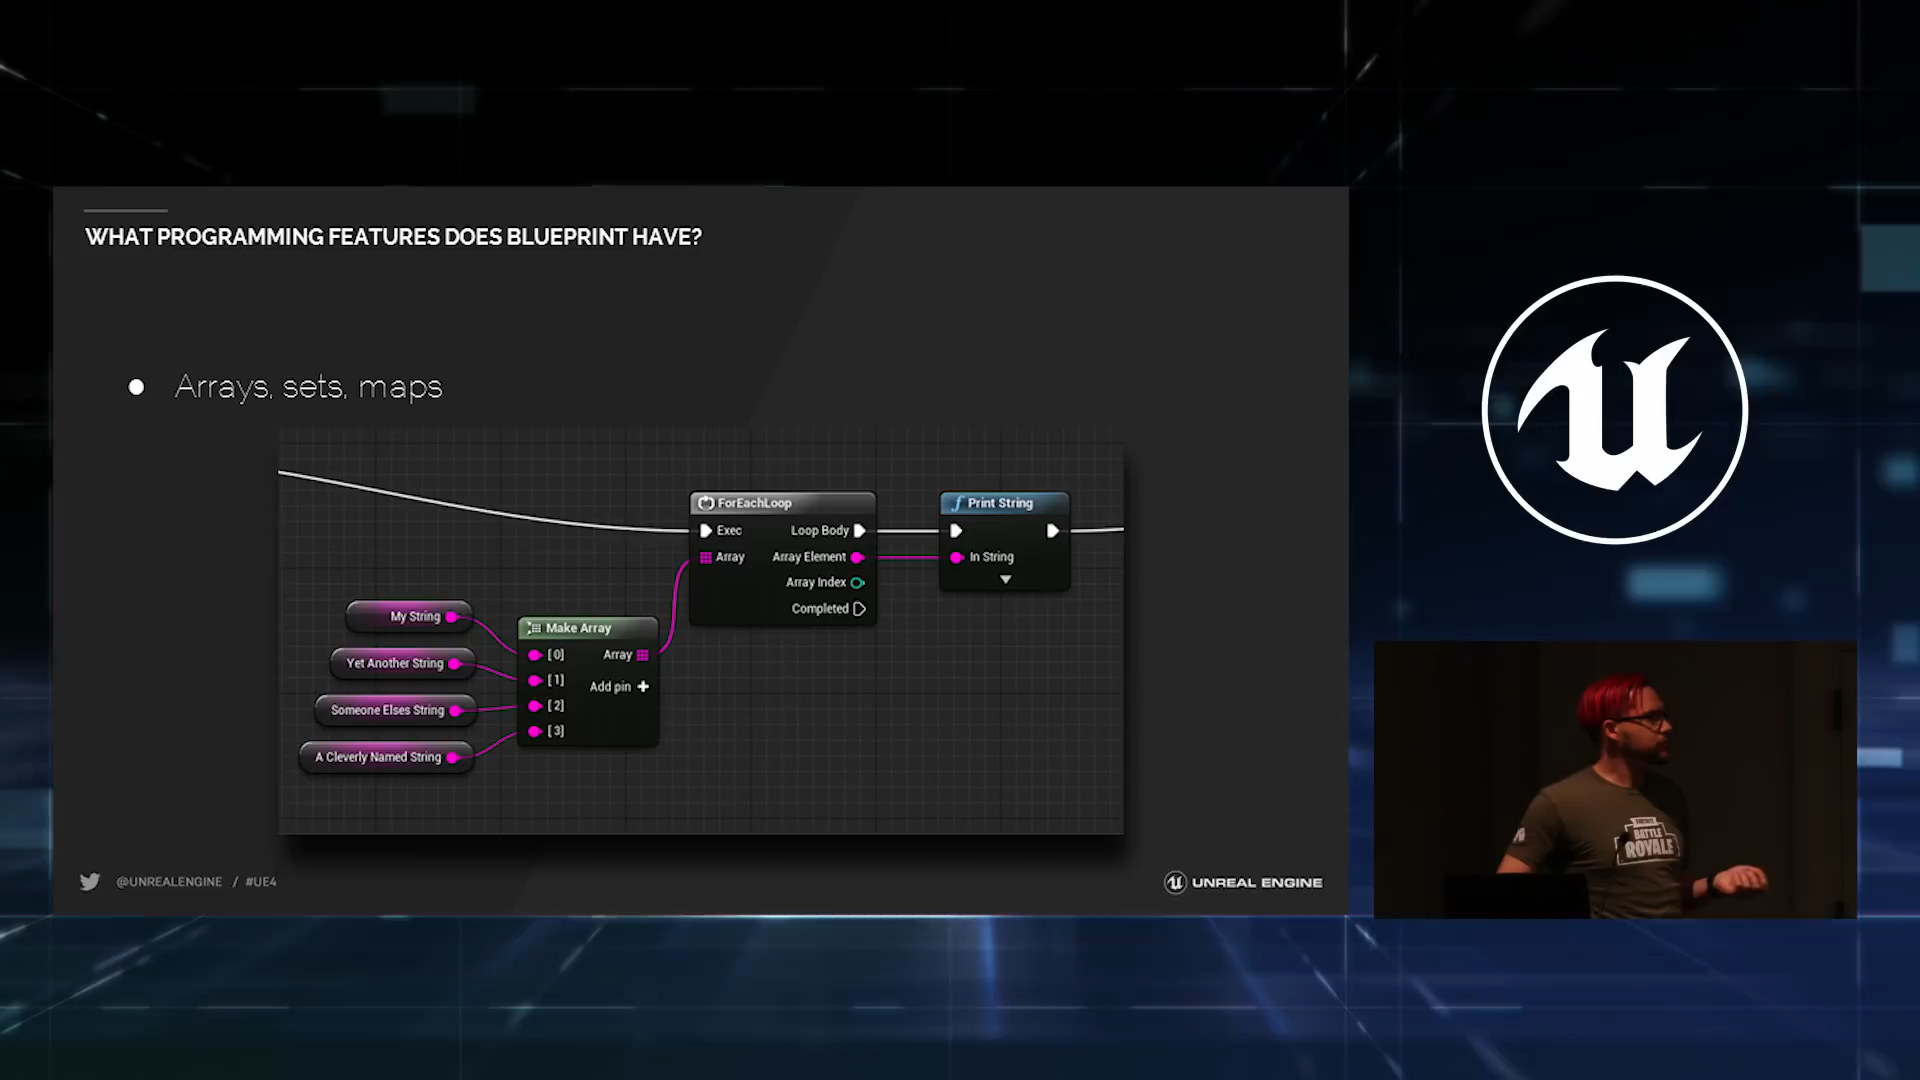 WHAT PROGRAMMING FEATURES DOES BLUEPRINT HAVE?
Arrays, sets, maps
ForEachLoop
Exec
Loop Body
Array
Array Element
Array Index
Completed
Print String
In String
My String
Yet Another String
Someone Elses String
A Cleverly Named String
Make Array
[0]
Array
[1]
Add pin
[2]
[3]
@UNREALENGINE / #UE4
UNREAL ENGINE
FORTNITE
BATTLE
ROYALE